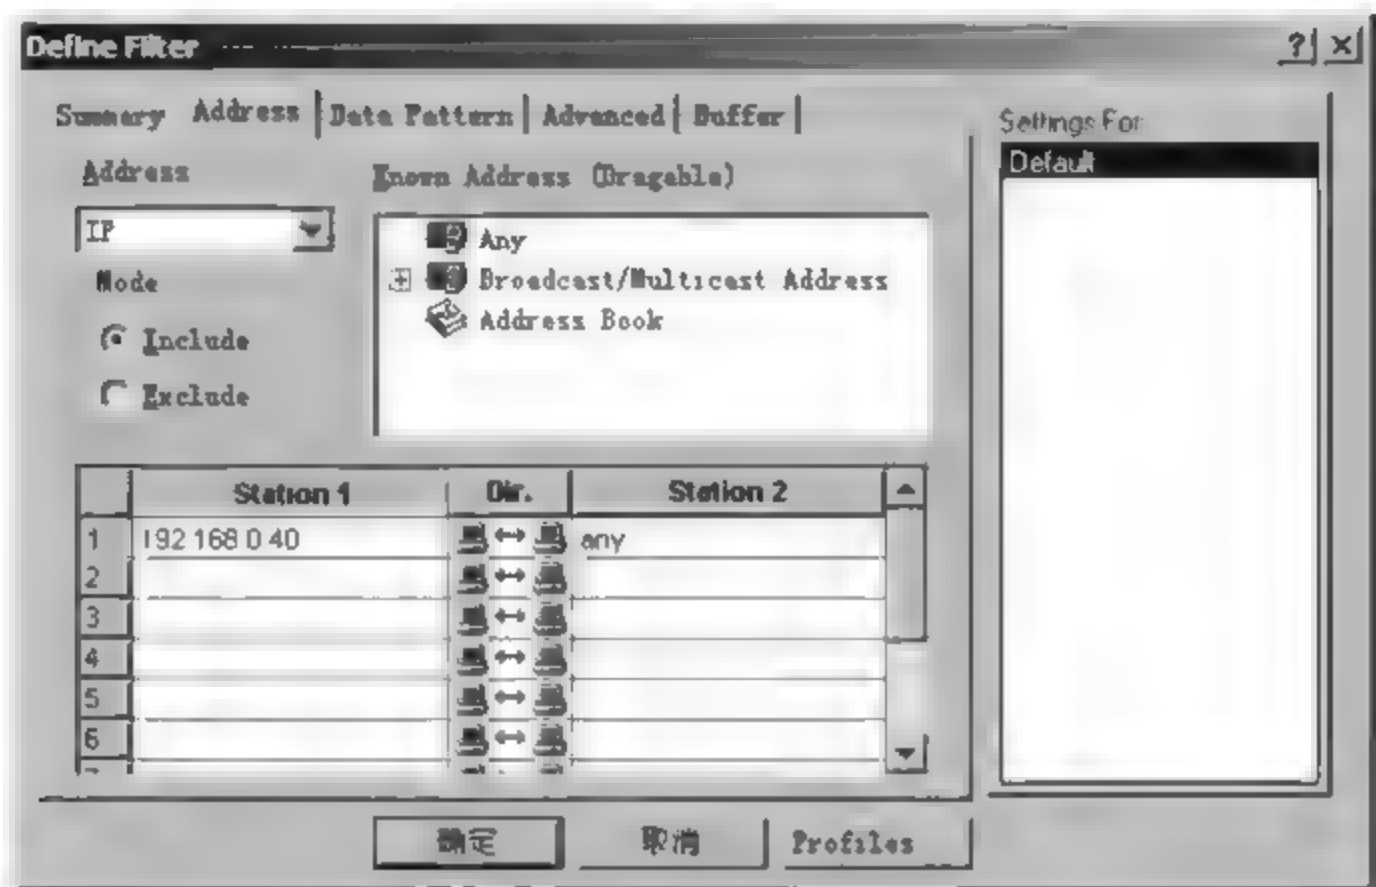 Define Filter
Summary Address Data Pattern Advanced Buffer
Settings For
Default
Address
IP
Mode
Include
Exclude
Known Address (Dragable)
Any
Broadcast/Multicast Address
Address Book
Station 1 Dir. Station 2
1 192 168 0 40 any
2
3
4
5
6
确定 取消 Profiles